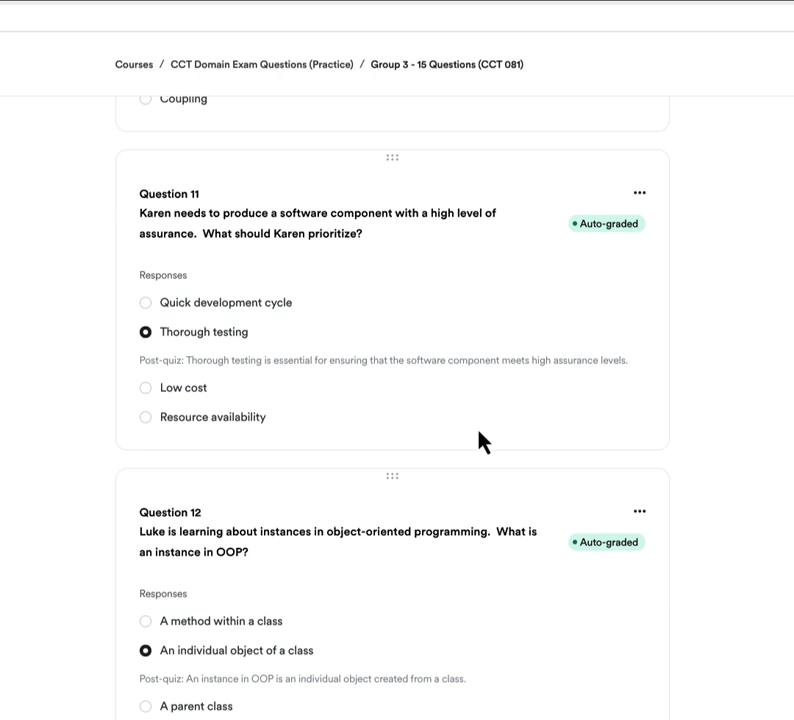 Courses / CCT Domain Exam Questions (Practice) / Group 3 - 15 Questions (CCT 081)
Coupling
Question 11
Karen needs to produce a software component with a high level of
assurance. What should Karen prioritize?
Auto-graded
Responses
Quick development cycle
Thorough testing
Post-quiz: Thorough testing is essential for ensuring that the software component meets high assurance levels.
Low cost
Resource availability
Question 12
Luke is learning about instances in object-oriented programming. What is
an instance in OOP?
Auto-graded
Responses
A method within a class
An individual object of a class
Post-quiz: An instance in OOP is an individual object created from a class.
A parent class